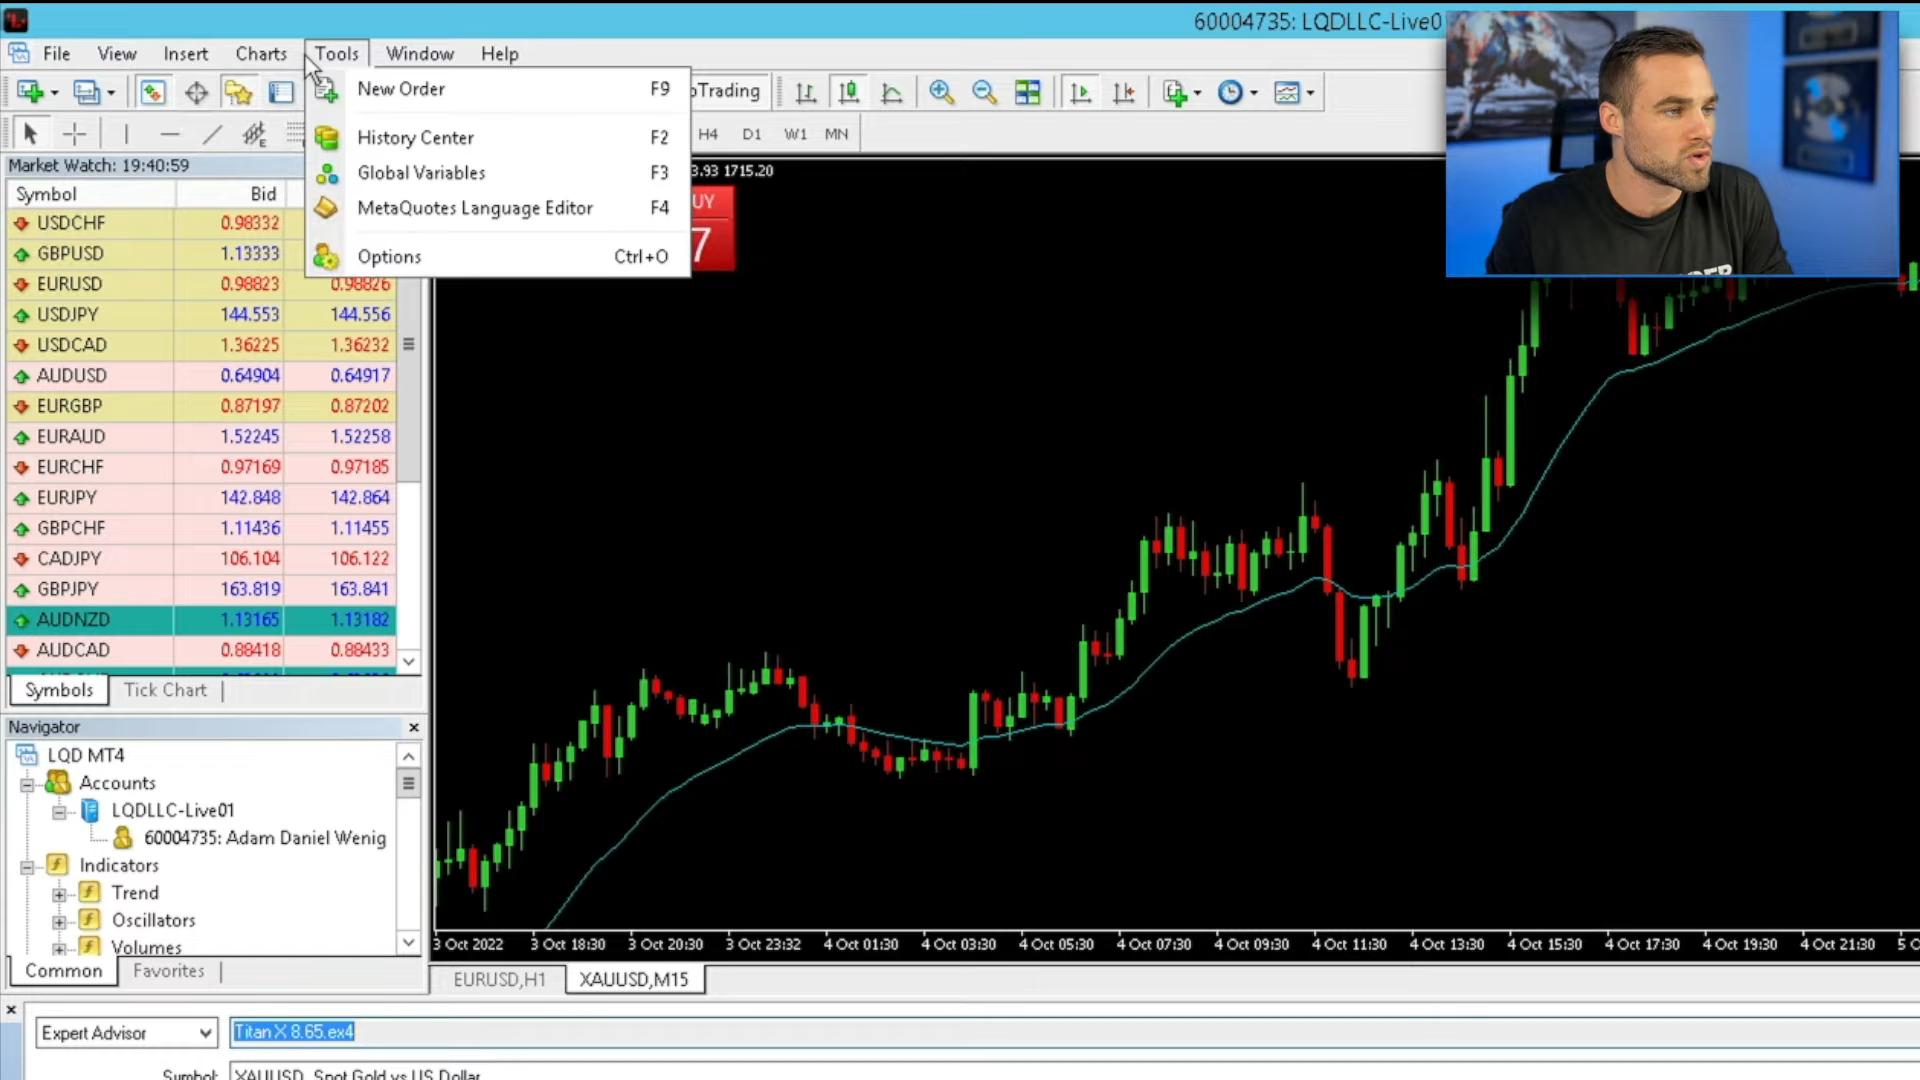 60004735: LQDLLC-Live0
File View Insert Charts Tools Window Help
New Order F9
History Center F2
Global Variables F3
MetaQuotes Language Editor F4
Options Ctrl+O
Trading
H4 D1 W1 MN
Market Watch: 19:40:59
Symbol Bid
USDCHF 0.98332
GBPUSD 1.13333
EURUSD 0.98823 0.98826
USDJPY 144.553 144.556
USDCAD 1.36225 1.36232
AUDUSD 0.64904 0.64917
EURGBP 0.87197 0.87202
EURAUD 1.52245 1.52258
EURCHF 0.97169 0.97185
EURJPY 142.848 142.864
GBPCHF 1.11436 1.11455
CADJPY 106.104 106.122
GBPJPY 163.819 163.841
AUDNZD 1.13165 1.13182
AUDCAD 0.88418 0.88433
Symbols Tick Chart
3.93 1715.20
UY
7
Navigator
LQD MT4
Accounts
LQDLLC-Live01
60004735: Adam Daniel Wenig
Indicators
Trend
Oscillators
Volumes
Common Favorites
3 Oct 2022 3 Oct 18:30 3 Oct 20:30 3 Oct 23:32 4 Oct 01:30 4 Oct 03:30 4 Oct 05:30 4 Oct 07:30 4 Oct 09:30 4 Oct 11:30 4 Oct 13:30 4 Oct 15:30 4 Oct 17:30 4 Oct 19:30 4 Oct 21:30 5 O
EURUSD,H1 XAUUSD,M15
Expert Advisor Titan X 8.65.ex4
Symbol: XAUUSD, Spot Gold vs US Dollar